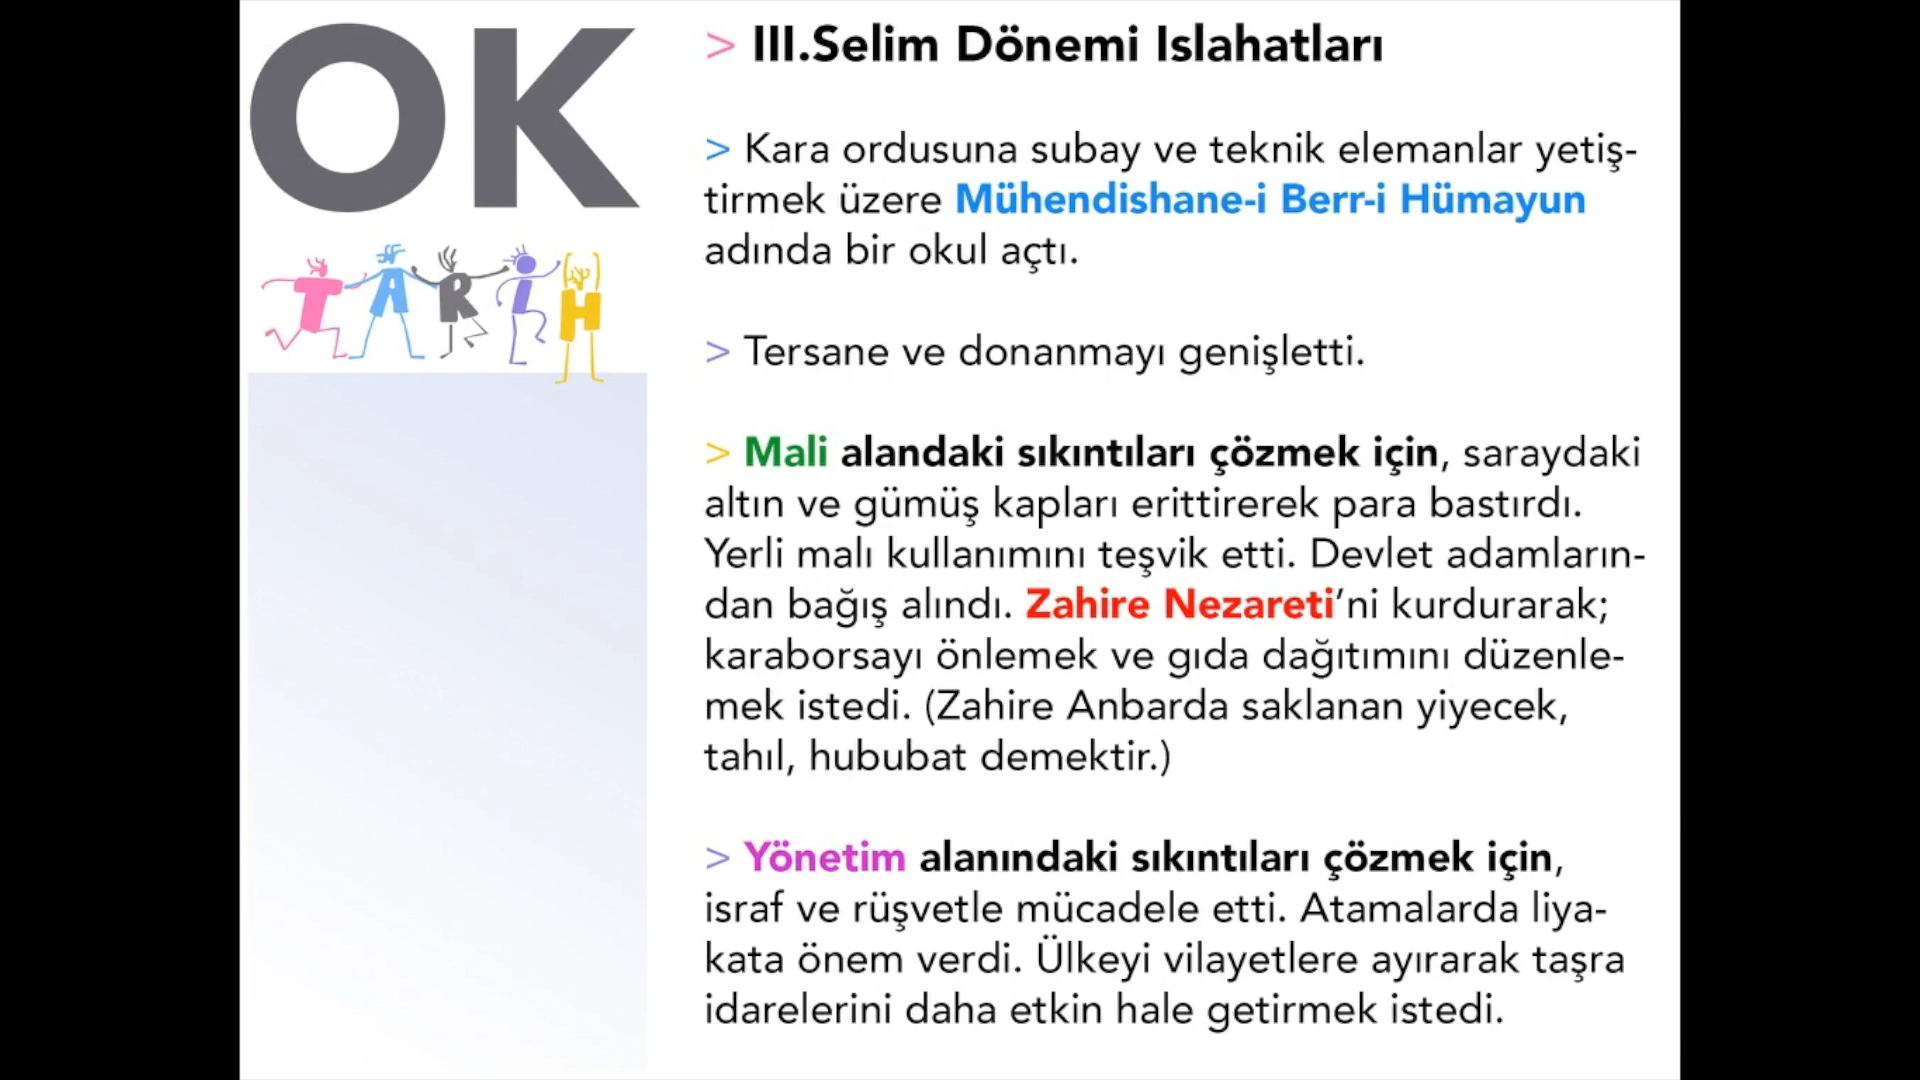 OK
TARİH
> III.Selim Dönemi Islahatları
> Kara ordusuna subay ve teknik elemanlar yetiş-
tirmek üzere Mühendishane-i Berr-i Hümayun
adında bir okul açtı.
> Tersane ve donanmayı genişletti.
> Mali alandaki sıkıntıları çözmek için, saraydaki
altın ve gümüş kapları erittirerek para bastırdı.
Yerli malı kullanımını teşvik etti. Devlet adamların-
dan bağış alındı. Zahire Nezareti’ni kurdurarak;
karaborsayı önlemek ve gıda dağıtımını düzenle-
mek istedi. (Zahire Anbarda saklanan yiyecek,
tahıl, hububat demektir.)
> Yönetim alanındaki sıkıntıları çözmek için,
israf ve rüşvetle mücadele etti. Atamalarda liya-
kata önem verdi. Ülkeyi vilayetlere ayırarak taşra
idarelerini daha etkin hale getirmek istedi.